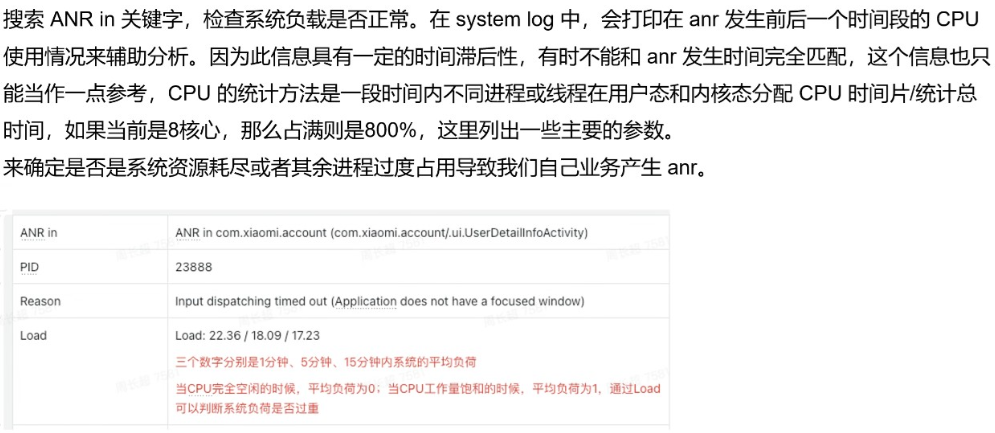 搜索 ANR in 关键字，检查系统负载是否正常。在 system log 中，会打印在 anr 发生前后一个时间段的 CPU
使用情况来辅助分析。因为此信息具有一定的时间滞后性，有时不能和 anr 发生时间完全匹配，这个信息也只
能当作一点参考，CPU 的统计方法是一段时间内不同进程或线程在用户态和内核态分配 CPU 时间片/统计总
时间，如果当前是8核心，那么占满则是800%，这里列出一些主要的参数。
来确定是否是系统资源耗尽或者其余进程过度占用导致我们自己业务产生 anr。
ANR in ANR in com.xiaomi.account (com.xiaomi.account/.ui.UserDetailInfoActivity)
PID 23888
Reason Input dispatching timed out (Application does not have a focused window)
Load Load: 22.36 / 18.09 / 17.23
三个数字分别是1分钟、5分钟、15分钟内系统的平均负荷
当CPU完全空闲的时候，平均负荷为0；当CPU工作量饱和的时候，平均负荷为1，通过Load
可以判断系统负荷是否过重